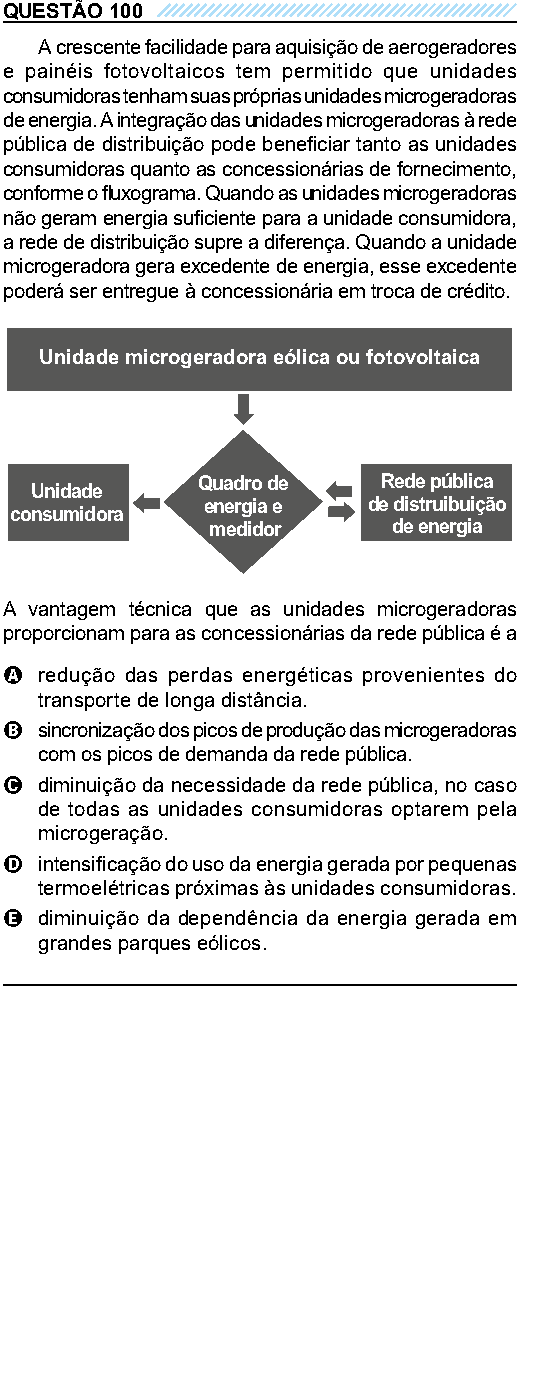 QUESTÃO 100
A crescente facilidade para aquisição de aerogeradores
e painéis fotovoltaicos tem permitido que unidades
consumidoras tenham suas próprias unidades microgeradoras
de energia. A integração das unidades microgeradoras à rede
pública de distribuição pode beneficiar tanto as unidades
consumidoras quanto as concessionárias de fornecimento,
conforme o fluxograma. Quando as unidades microgeradoras
não geram energia suficiente para a unidade consumidora,
a rede de distribuição supre a diferença. Quando a unidade
microgeradora gera excedente de energia, esse excedente
poderá ser entregue à concessionária em troca de crédito.
Unidade microgeradora eólica ou fotovoltaica
Unidade
consumidora
Quadro de
energia e
medidor
Rede pública
de distruibuição
de energia
A vantagem técnica que as unidades microgeradoras
proporcionam para as concessionárias da rede pública é a
A redução das perdas energéticas provenientes do
transporte de longa distância.
B sincronização dos picos de produção das microgeradoras
com os picos de demanda da rede pública.
C diminuição da necessidade da rede pública, no caso
de todas as unidades consumidoras optarem pela
microgeração.
D intensificação do uso da energia gerada por pequenas
termoelétricas próximas às unidades consumidoras.
E diminuição da dependência da energia gerada em
grandes parques eólicos.